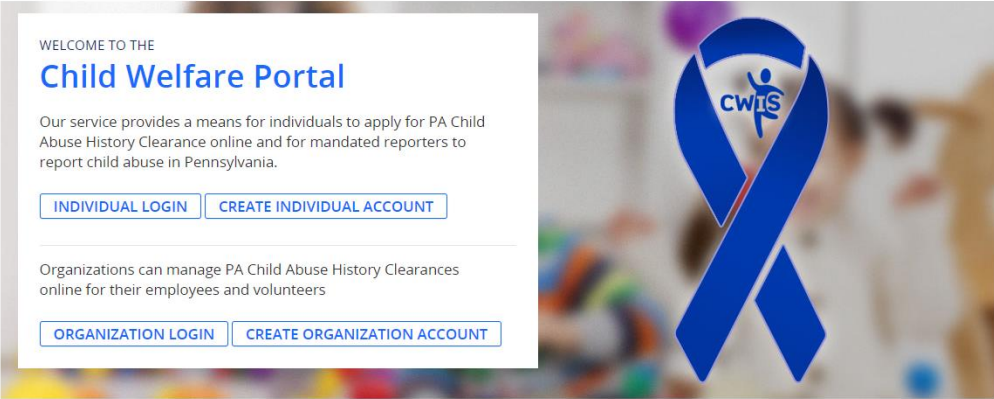 WELCOME TO THE
Child Welfare Portal
Our service provides a means for individuals to apply for PA Child
Abuse History Clearance online and for mandated reporters to
report child abuse in Pennsylvania.
INDIVIDUAL LOGIN CREATE INDIVIDUAL ACCOUNT
Organizations can manage PA Child Abuse History Clearances
online for their employees and volunteers
ORGANIZATION LOGIN CREATE ORGANIZATION ACCOUNT
CWIS